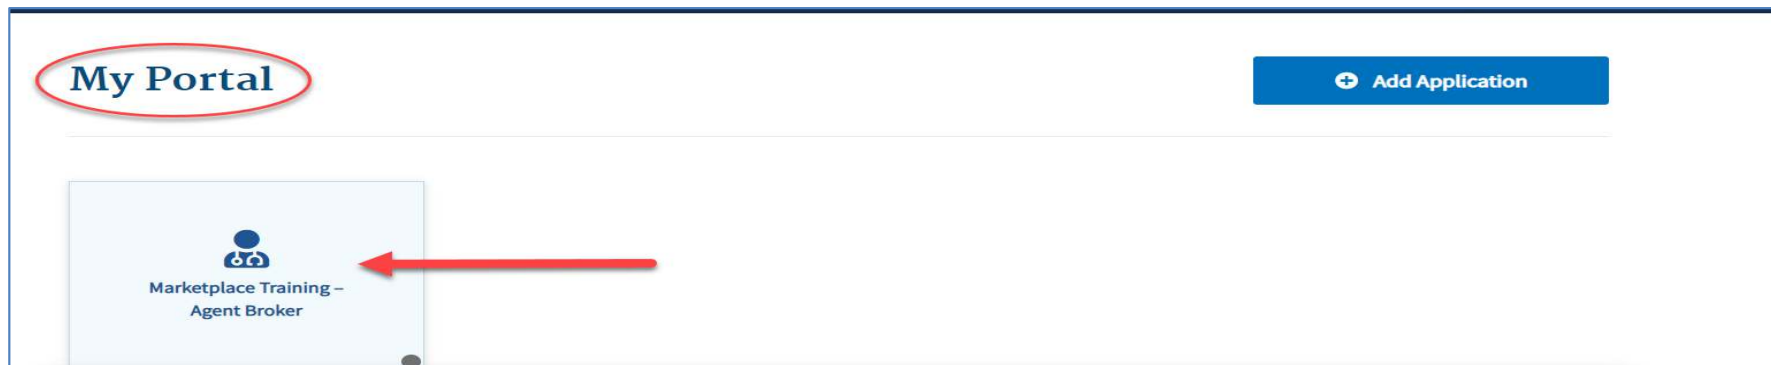 My Portal
Add Application
Marketplace Training –
Agent Broker